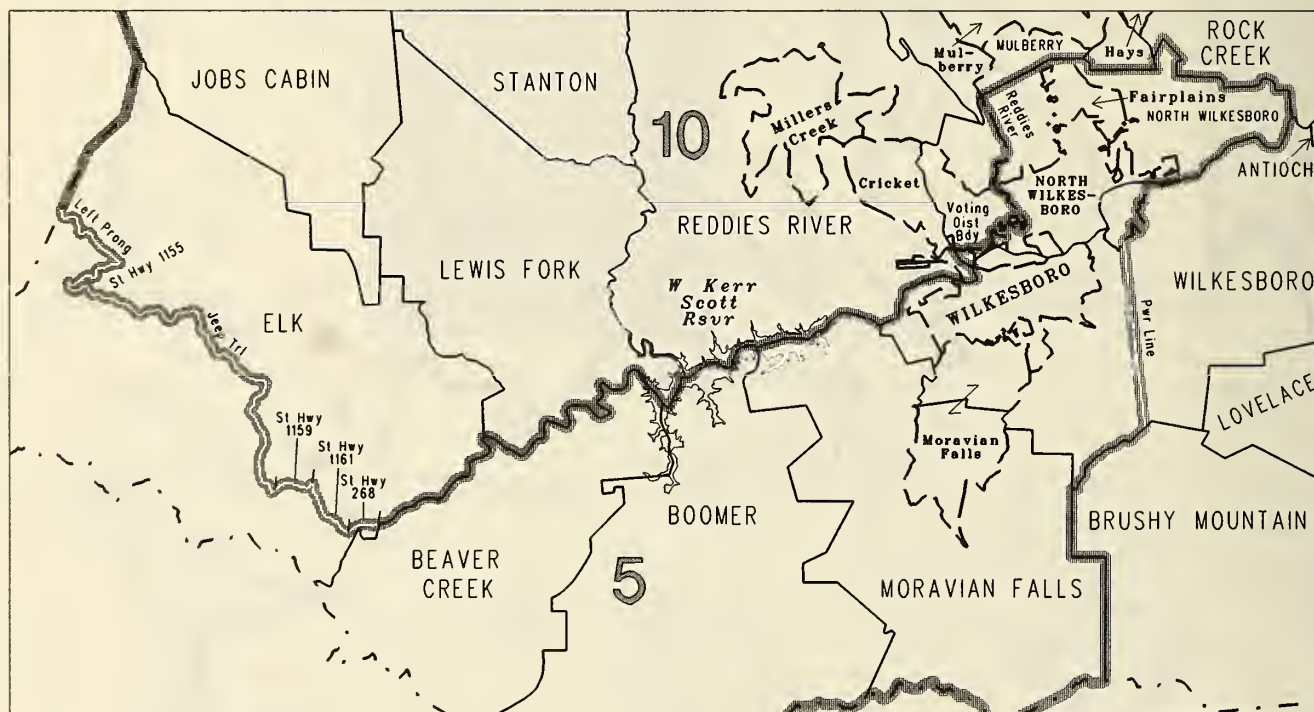 ROCK
CREEK
Mul-
berry
MULBERRY
Hays
JOBS CABIN
STANTON
10
Millers
Creek
Reddies
River
Fairplains
NORTH WILKESBORO
ANTIOCH
Cricket
NORTH
WILKES-
BORO
Voting
Dist
Bdy
Left Prong
St Hwy 1155
REDDIES RIVER
LEWIS FORK
W Kerr
Scott
Rsvr
WILKESBORO
WILKESBORO
ELK
Jeep Trl
Pwr Line
LOVELACE
St Hwy
1159
St Hwy
1161
St Hwy
268
Moravian
Falls
BOOMER
BRUSHY MOUNTAIN
BEAVER
CREEK
5
MORAVIAN FALLS